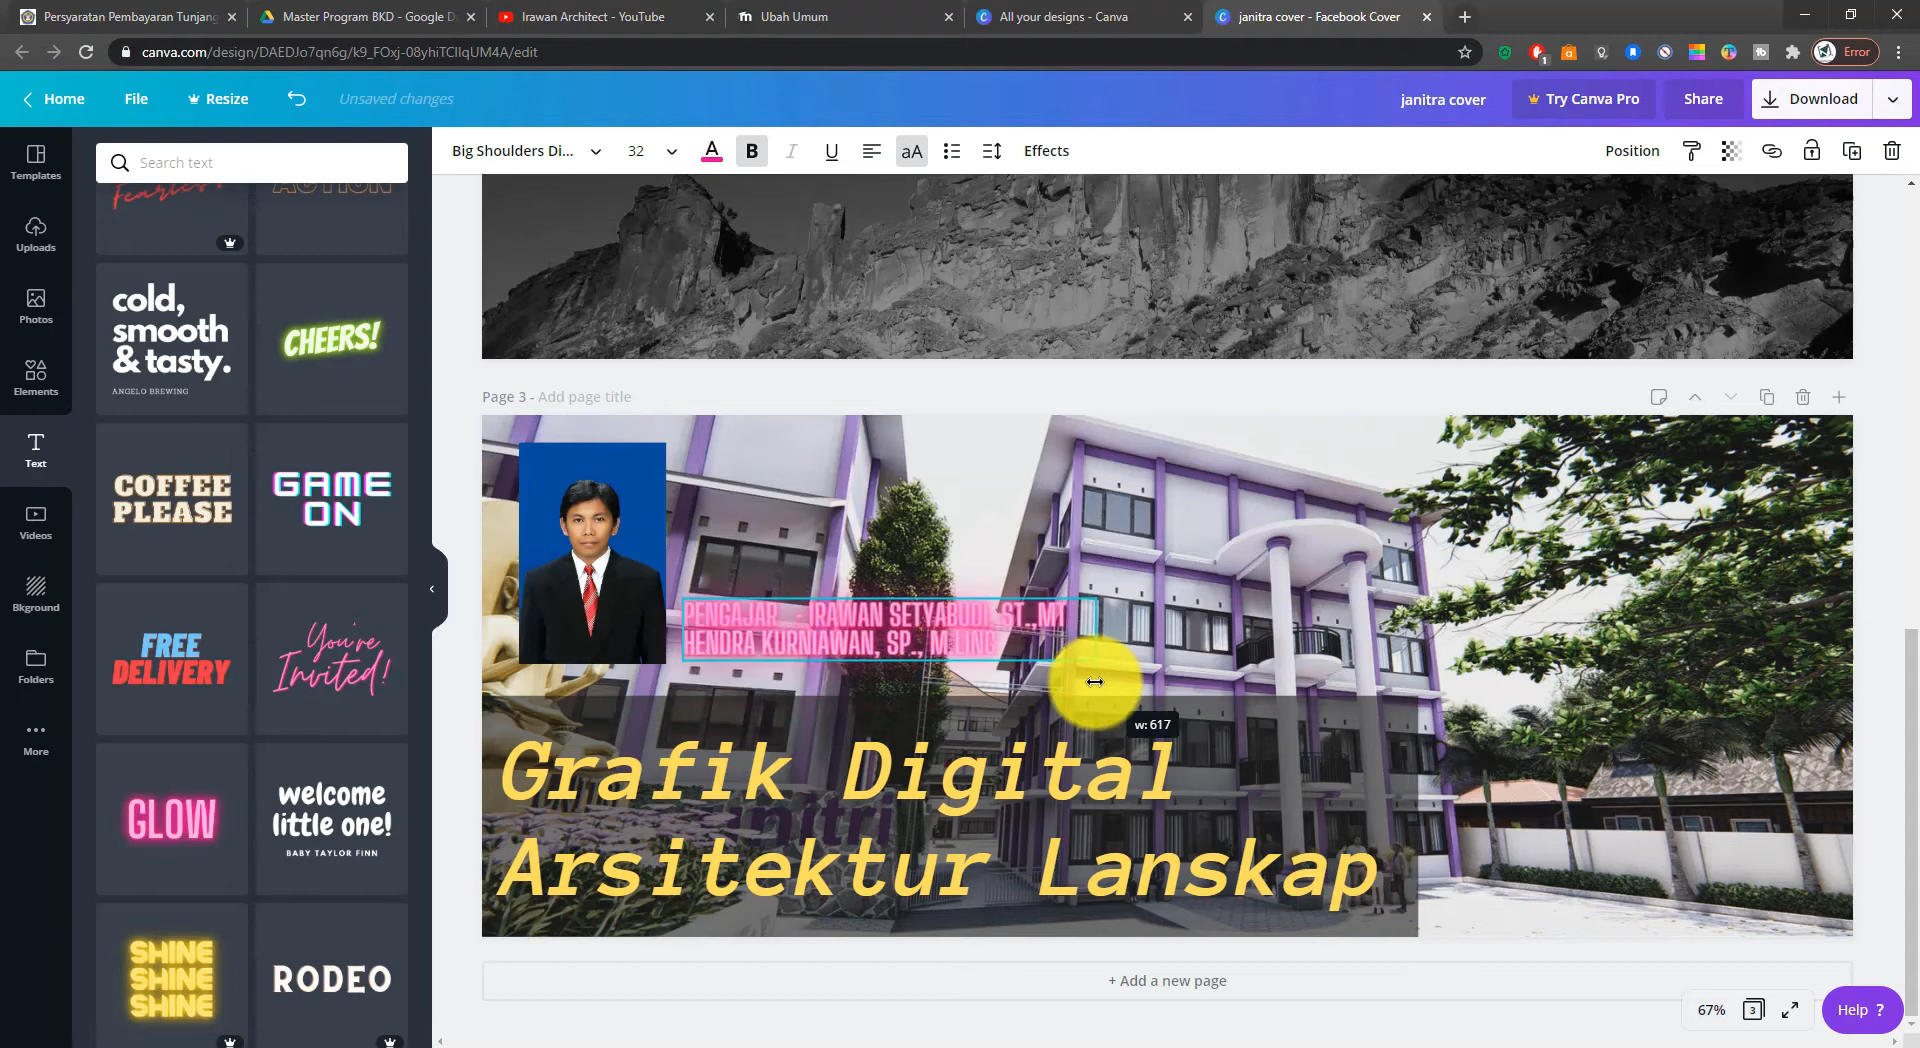 Persyaratan Pembayaran Tunjang
Master Program BKD - Google D
Irawan Architect - YouTube
Ubah Umum
All your designs - Canva
janitra cover - Facebook Cover
canva.com/design/DAEDJo7qn6g/k9_FOxj-08yhiTCIIqUM4A/edit
1
Error
Home
File
Resize
Unsaved changes
janitra cover
Try Canva Pro
Share
Download
Templates
Uploads
Photos
Elements
Text
Videos
Bkground
Folders
More
Search text
Fearless
ACTION
cold,
smooth
& tasty.
ANGELO BREWING
CHEERS!
COFFEE
PLEASE
GAME
ON
FREE
DELIVERY
You're
Invited!
GLOW
welcome
little one!
BABY TAYLOR FINN
SHINE
SHINE
SHINE
RODEO
Big Shoulders Di...
32
A
B
I
U
aA
Effects
Position
Page 3 - Add page title
PENGAJAR : - IRAWAN SETYABUDI, ST.,MT
HENDRA KURNIAWAN, SP., M.LING
w: 617
Grafik Digital
Arsitektur Lanskap
+ Add a new page
67%
3
Help ?